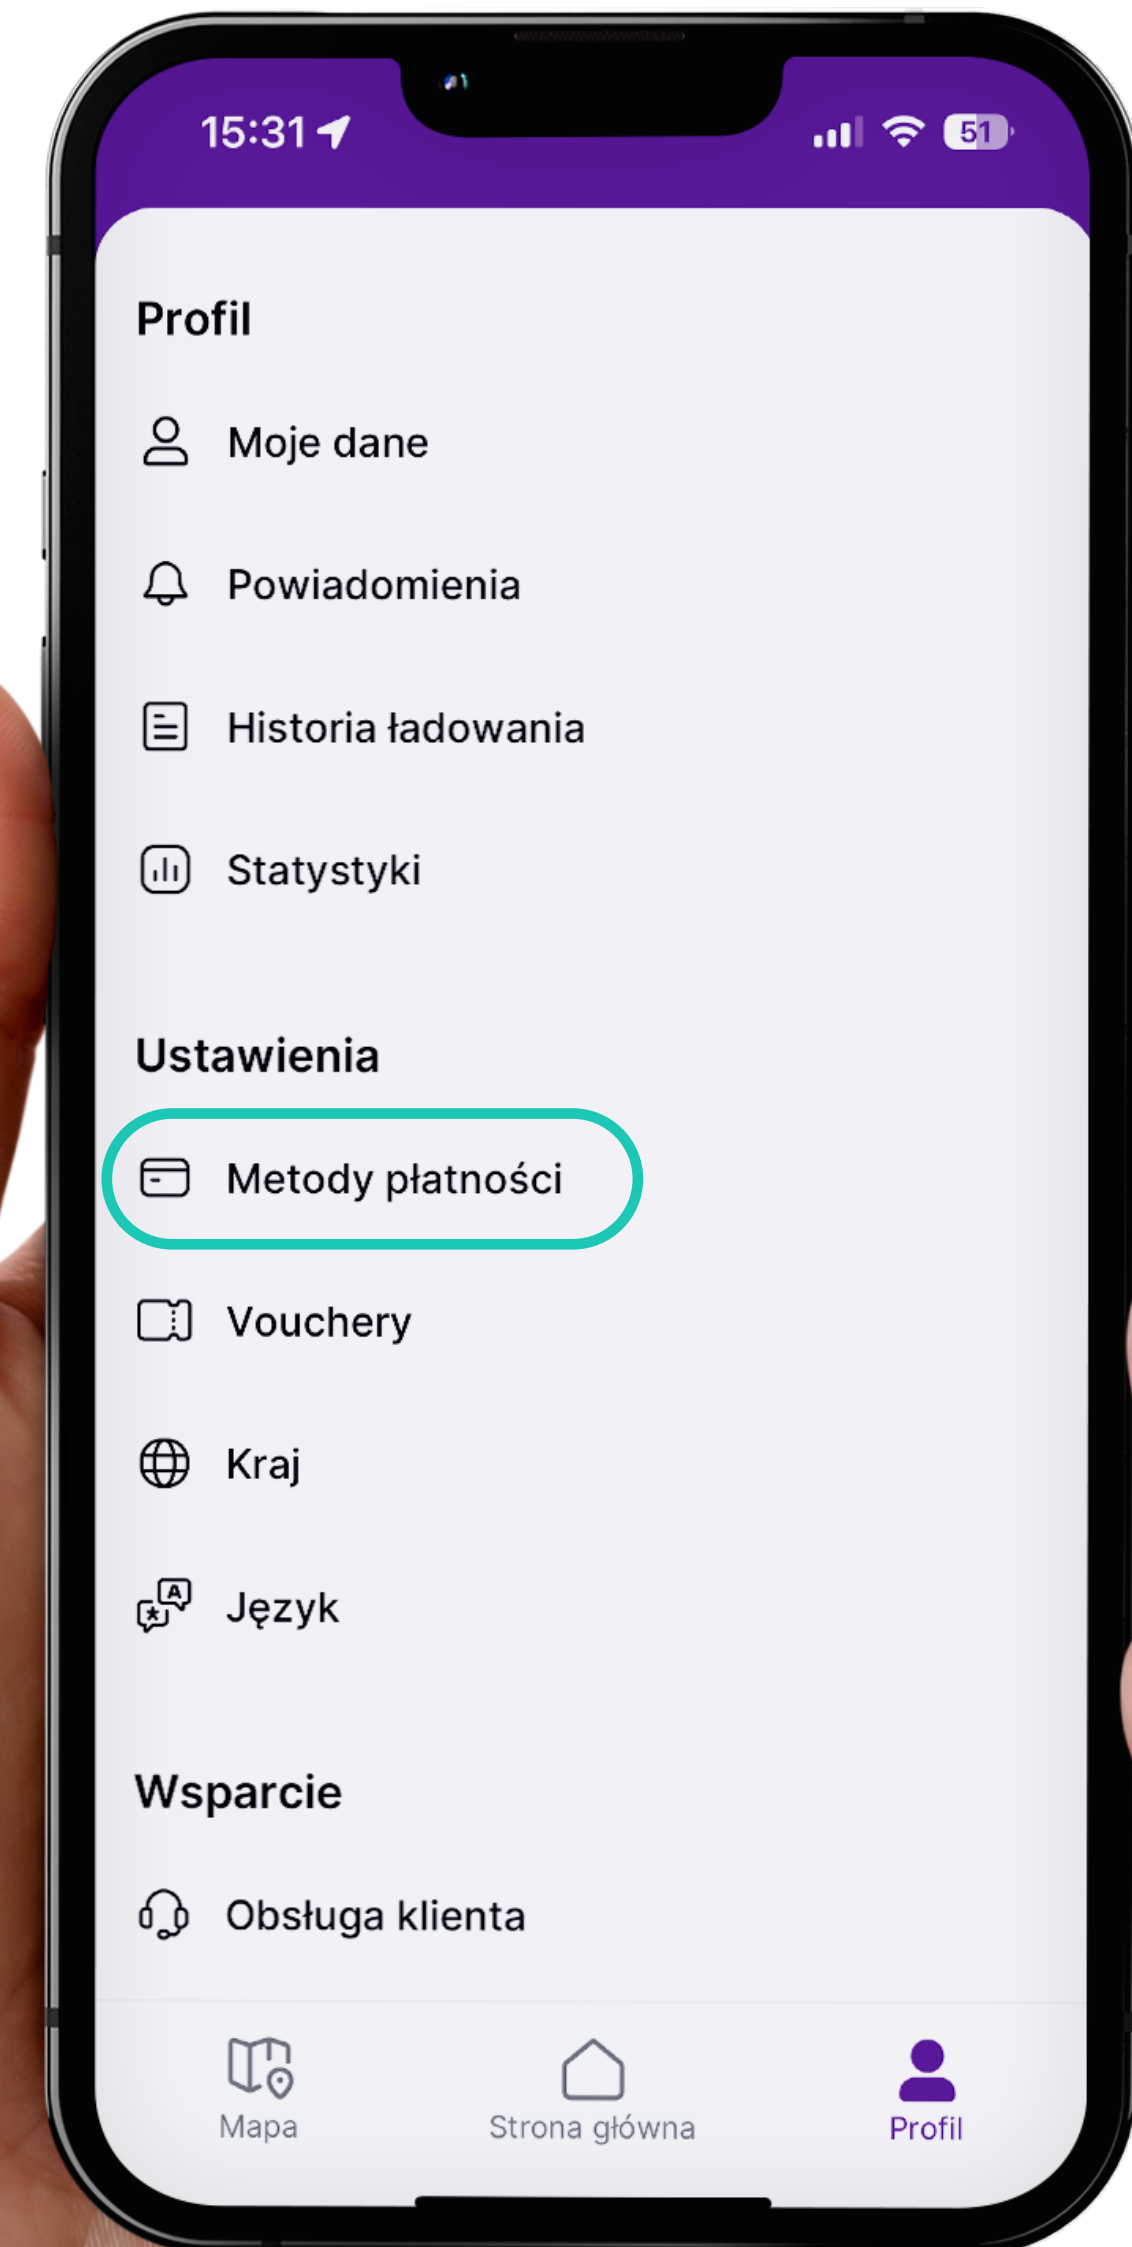 15:31
51
Profil
Moje dane
Powiadomienia
Historia ładowania
Statystyki
Ustawienia
Metody płatności
Vouchery
Kraj
Język
Wsparcie
Obsługa klienta
Mapa
Strona główna
Profil